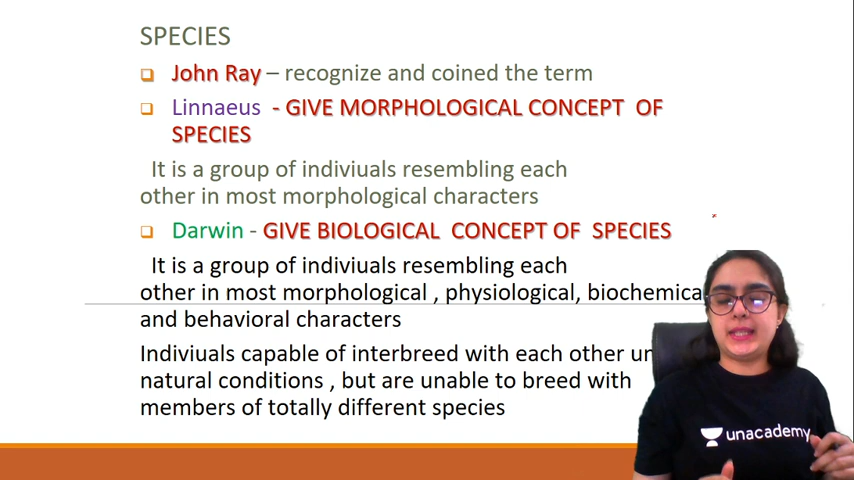 SPECIES
John Ray – recognize and coined the term
Linnaeus - GIVE MORPHOLOGICAL CONCEPT OF
SPECIES
It is a group of indiviuals resembling each
other in most morphological characters
Darwin - GIVE BIOLOGICAL CONCEPT OF SPECIES
It is a group of indiviuals resembling each
other in most morphological , physiological, biochemica
and behavioral characters
Indiviuals capable of interbreed with each other un
natural conditions , but are unable to breed with
members of totally different species
unacademy